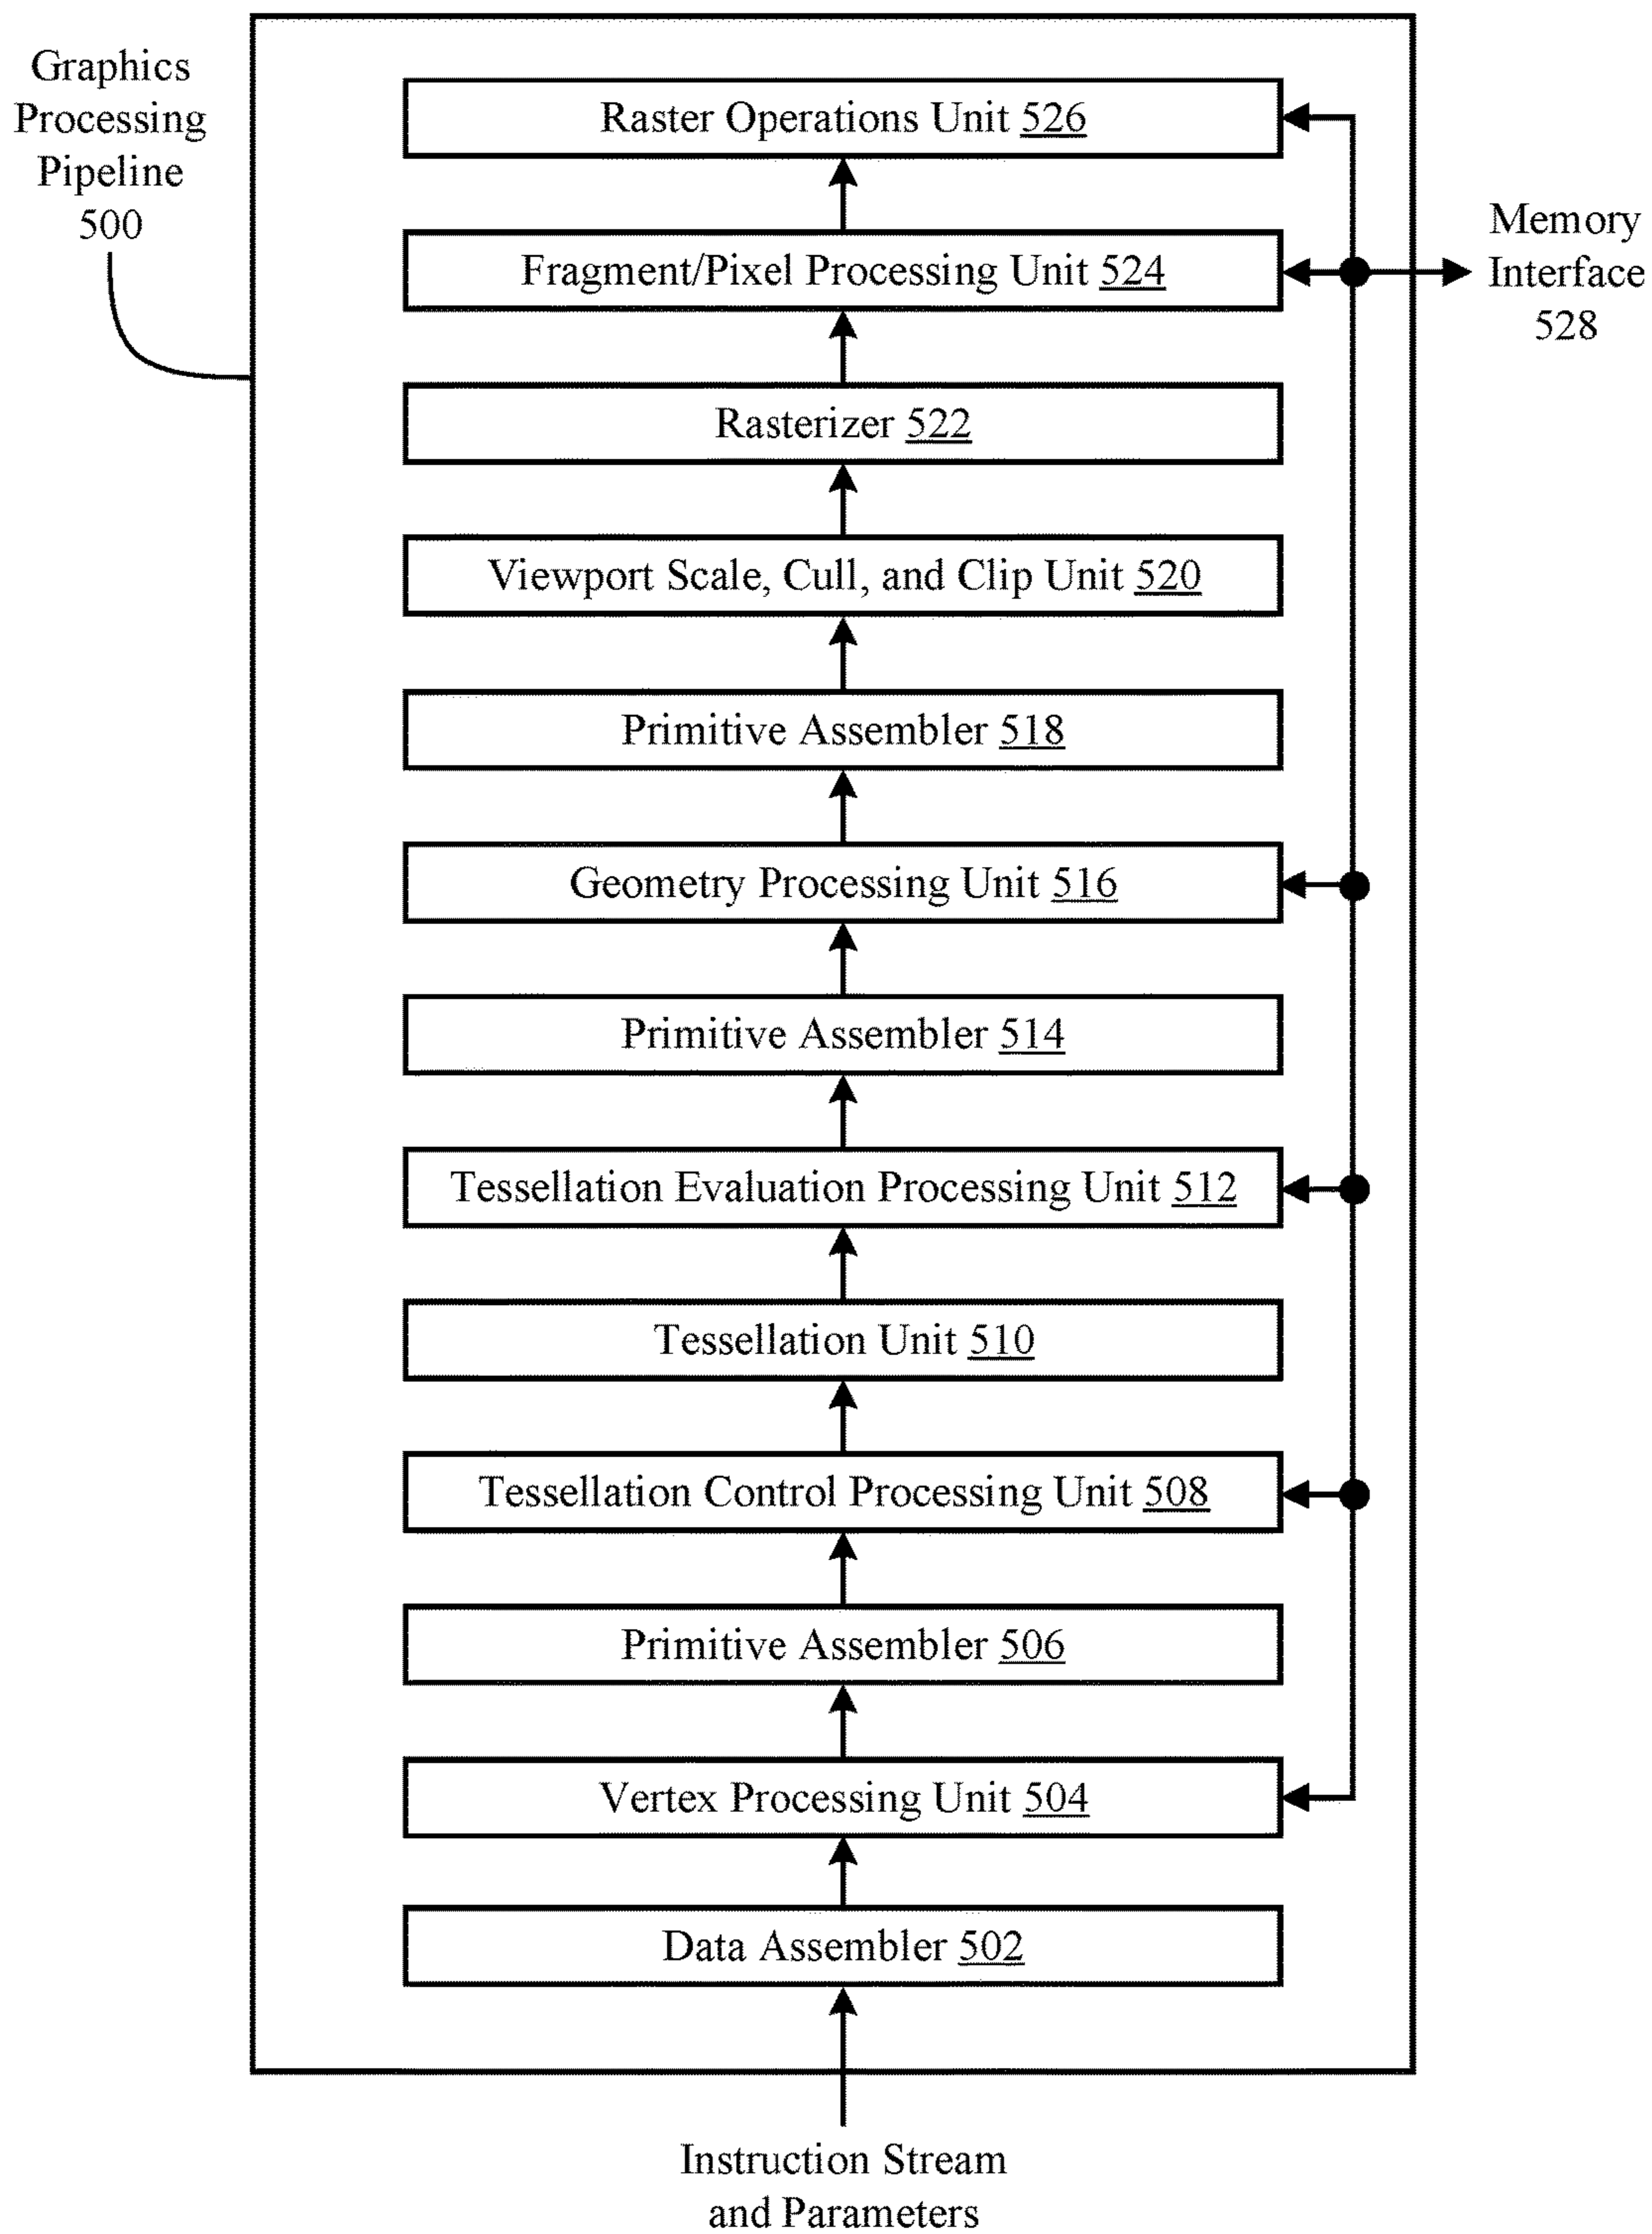 Graphics
Processing
Pipeline
500
Raster Operations Unit 526
Fragment/Pixel Processing Unit 524
Memory
Interface
528
Rasterizer 522
Viewport Scale, Cull, and Clip Unit 520
Primitive Assembler 518
Geometry Processing Unit 516
Primitive Assembler 514
Tessellation Evaluation Processing Unit 512
Tessellation Unit 510
Tessellation Control Processing Unit 508
Primitive Assembler 506
Vertex Processing Unit 504
Data Assembler 502
Instruction Stream
and Parameters